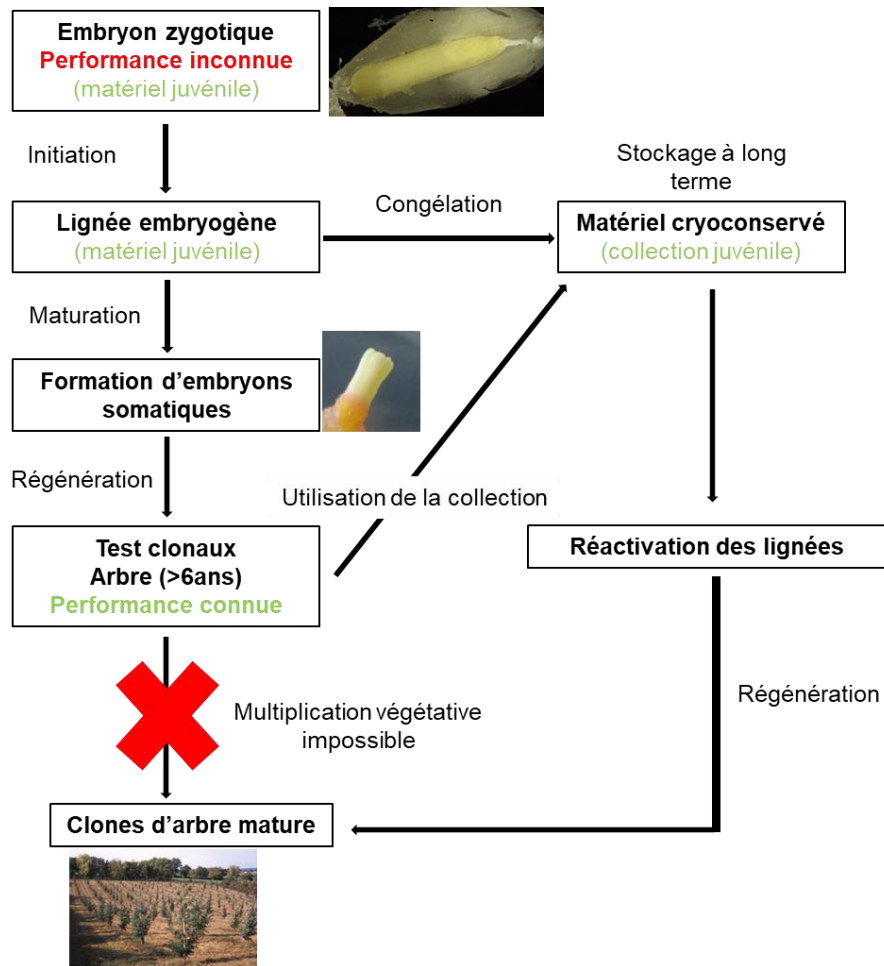 Embryon zygotique
Performance inconnue
(matériel juvénile)
Initiation
Stockage à long
terme
Lignée embryogène
(matériel juvénile)
Congélation
Matériel cryoconservé
(collection juvénile)
Maturation
Formation d'embryons
somatiques
Régénération
Utilisation de la collection
Test clonaux
Arbre (>6ans)
Performance connue
Réactivation des lignées
Multiplication végétative
impossible
Régénération
Clones d'arbre mature